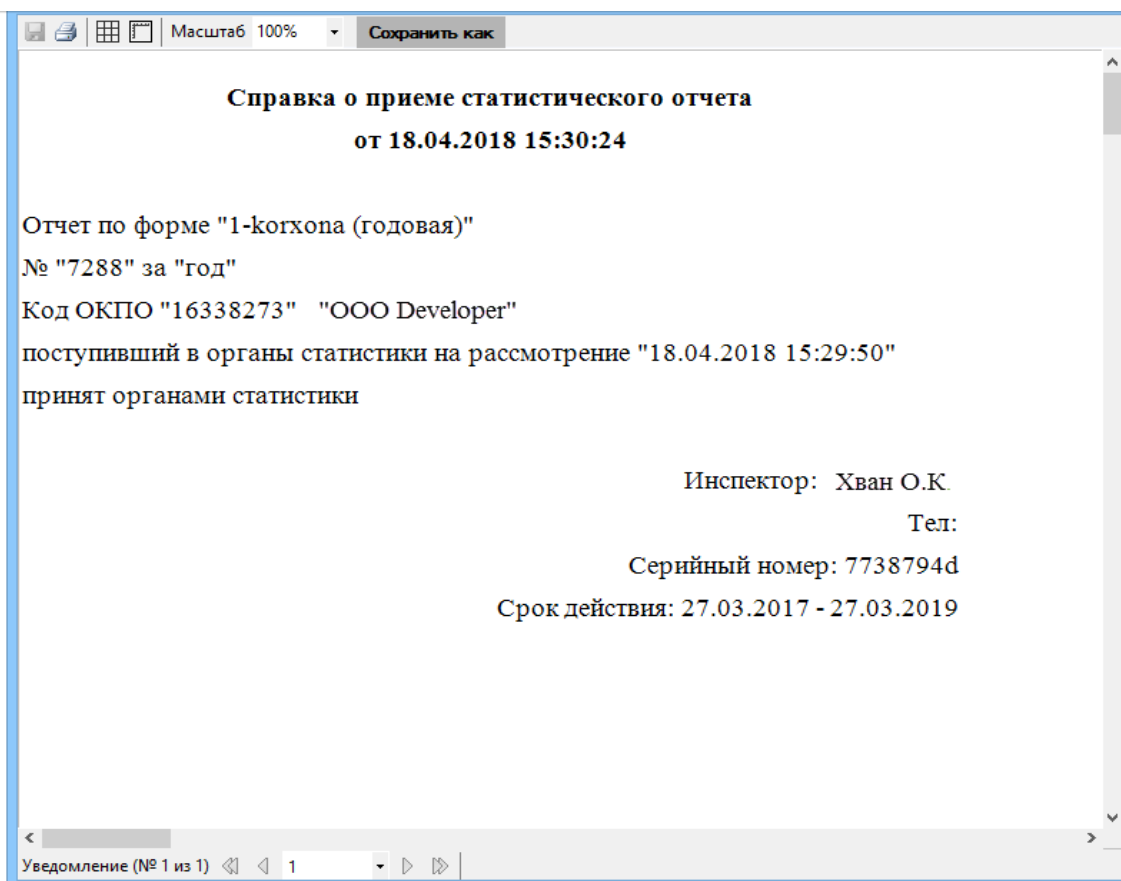 Масштаб 100% Сохранить как
Справка о приеме статистического отчета
от 18.04.2018 15:30:24
Отчет по форме "1-korxona (годовая)"
№ "7288" за "год"
Код ОКПО "16338273" "ООО Developer"
поступивший в органы статистики на рассмотрение "18.04.2018 15:29:50"
принят органами статистики
Инспектор: Хван О.К.
Тел:
Серийный номер: 7738794d
Срок действия: 27.03.2017 - 27.03.2019
Уведомление (№ 1 из 1) 1